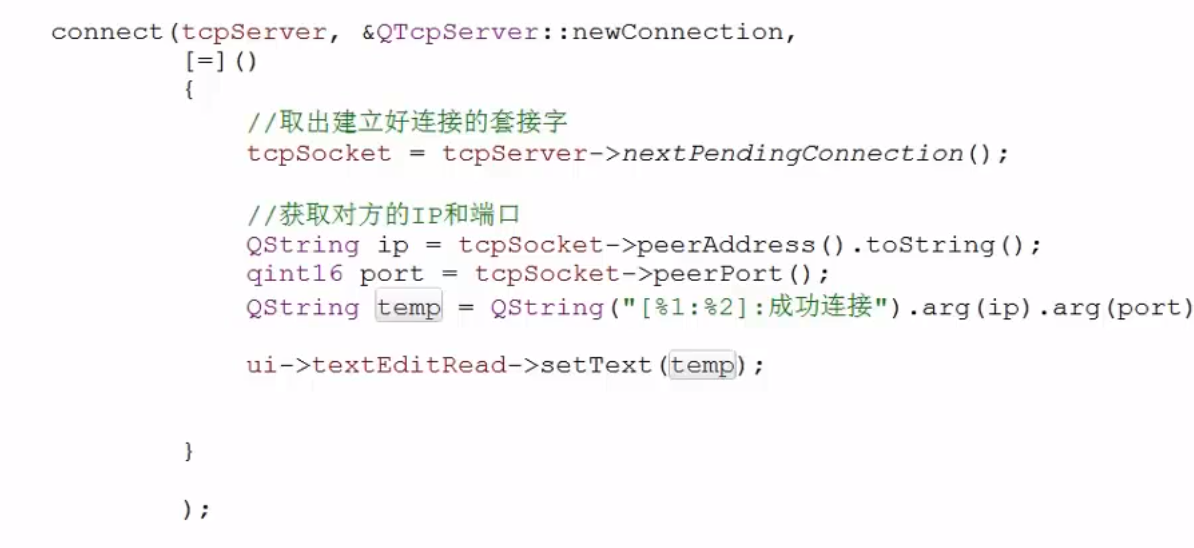 connect(tcpServer, &QTcpServer::newConnection,
[=]()
{
//取出建立好连接的套接字
tcpSocket = tcpServer->nextPendingConnection();
//获取对方的IP和端口
QString ip = tcpSocket->peerAddress().toString();
qint16 port = tcpSocket->peerPort();
QString temp = QString("[%1:%2]:成功连接").arg(ip).arg(port)
ui->textEditRead->setText(temp);
}
);